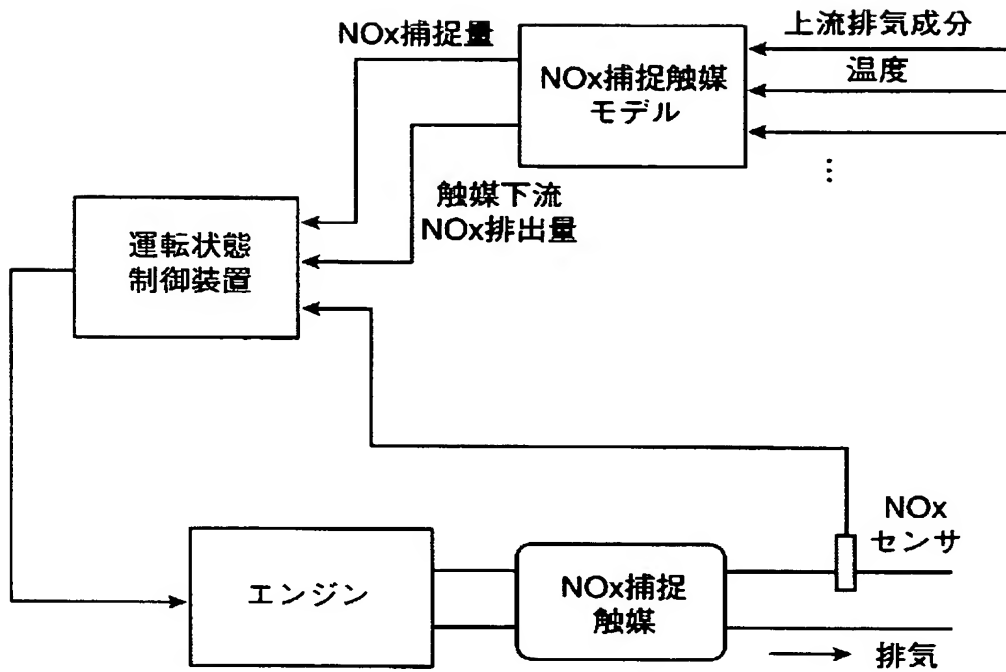 NOx捕捉量
NOx捕捉触媒
モデル
上流排気成分
温度
…
触媒下流
NOx排出量
運転状態
制御装置
NOx
センサ
エンジン
NOx捕捉
触媒
排気